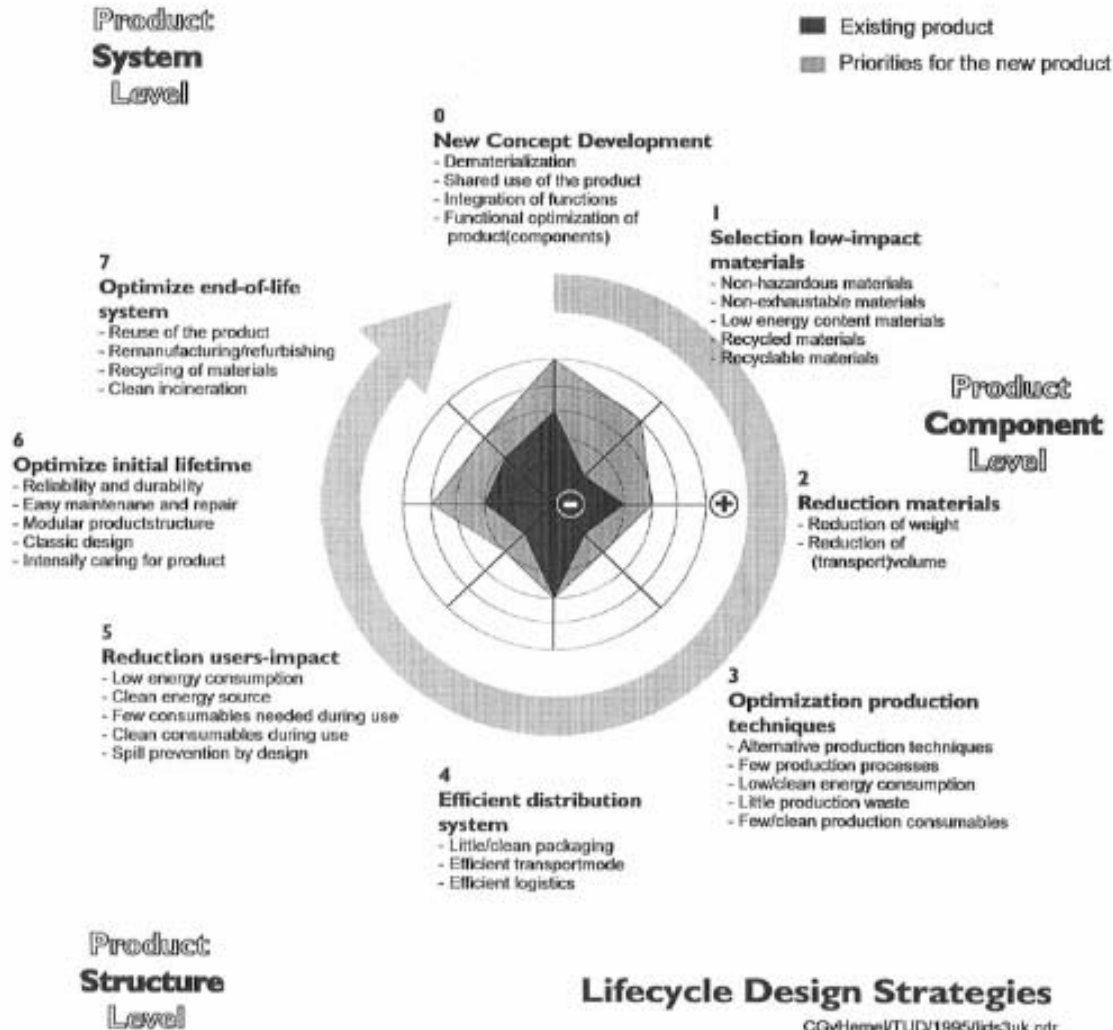 Product
System
Level
Existing product
Priorities for the new product
0
New Concept Development
- Dematerialization
- Shared use of the product
- Integration of functions
- Functional optimization of
product(components)
1
Selection low-impact
materials
- Non-hazardous materials
- Non-exhaustable materials
- Low energy content materials
- Recycled materials
- Recyclable materials
7
Optimize end-of-life
system
- Reuse of the product
- Remanufacturing/refurbishing
- Recycling of materials
- Clean incineration
Product
Component
Level
6
Optimize initial lifetime
- Reliability and durability
- Easy maintenane and repair
- Modular productstructure
- Classic design
- Intensify caring for product
-
+
2
Reduction materials
- Reduction of weight
- Reduction of
(transport)volume
5
Reduction users-impact
- Low energy consumption
- Clean energy source
- Few consumables needed during use
- Clean consumables during use
- Spill prevention by design
3
Optimization production
techniques
- Alternative production techniques
- Few production processes
- Low/clean energy consumption
- Little production waste
- Few/clean production consumables
4
Efficient distribution
system
- Little/clean packaging
- Efficient transportmode
- Efficient logistics
Product
Structure
Level
Lifecycle Design Strategies
CGvHemel/TUD/1995/lids3uk.cdr